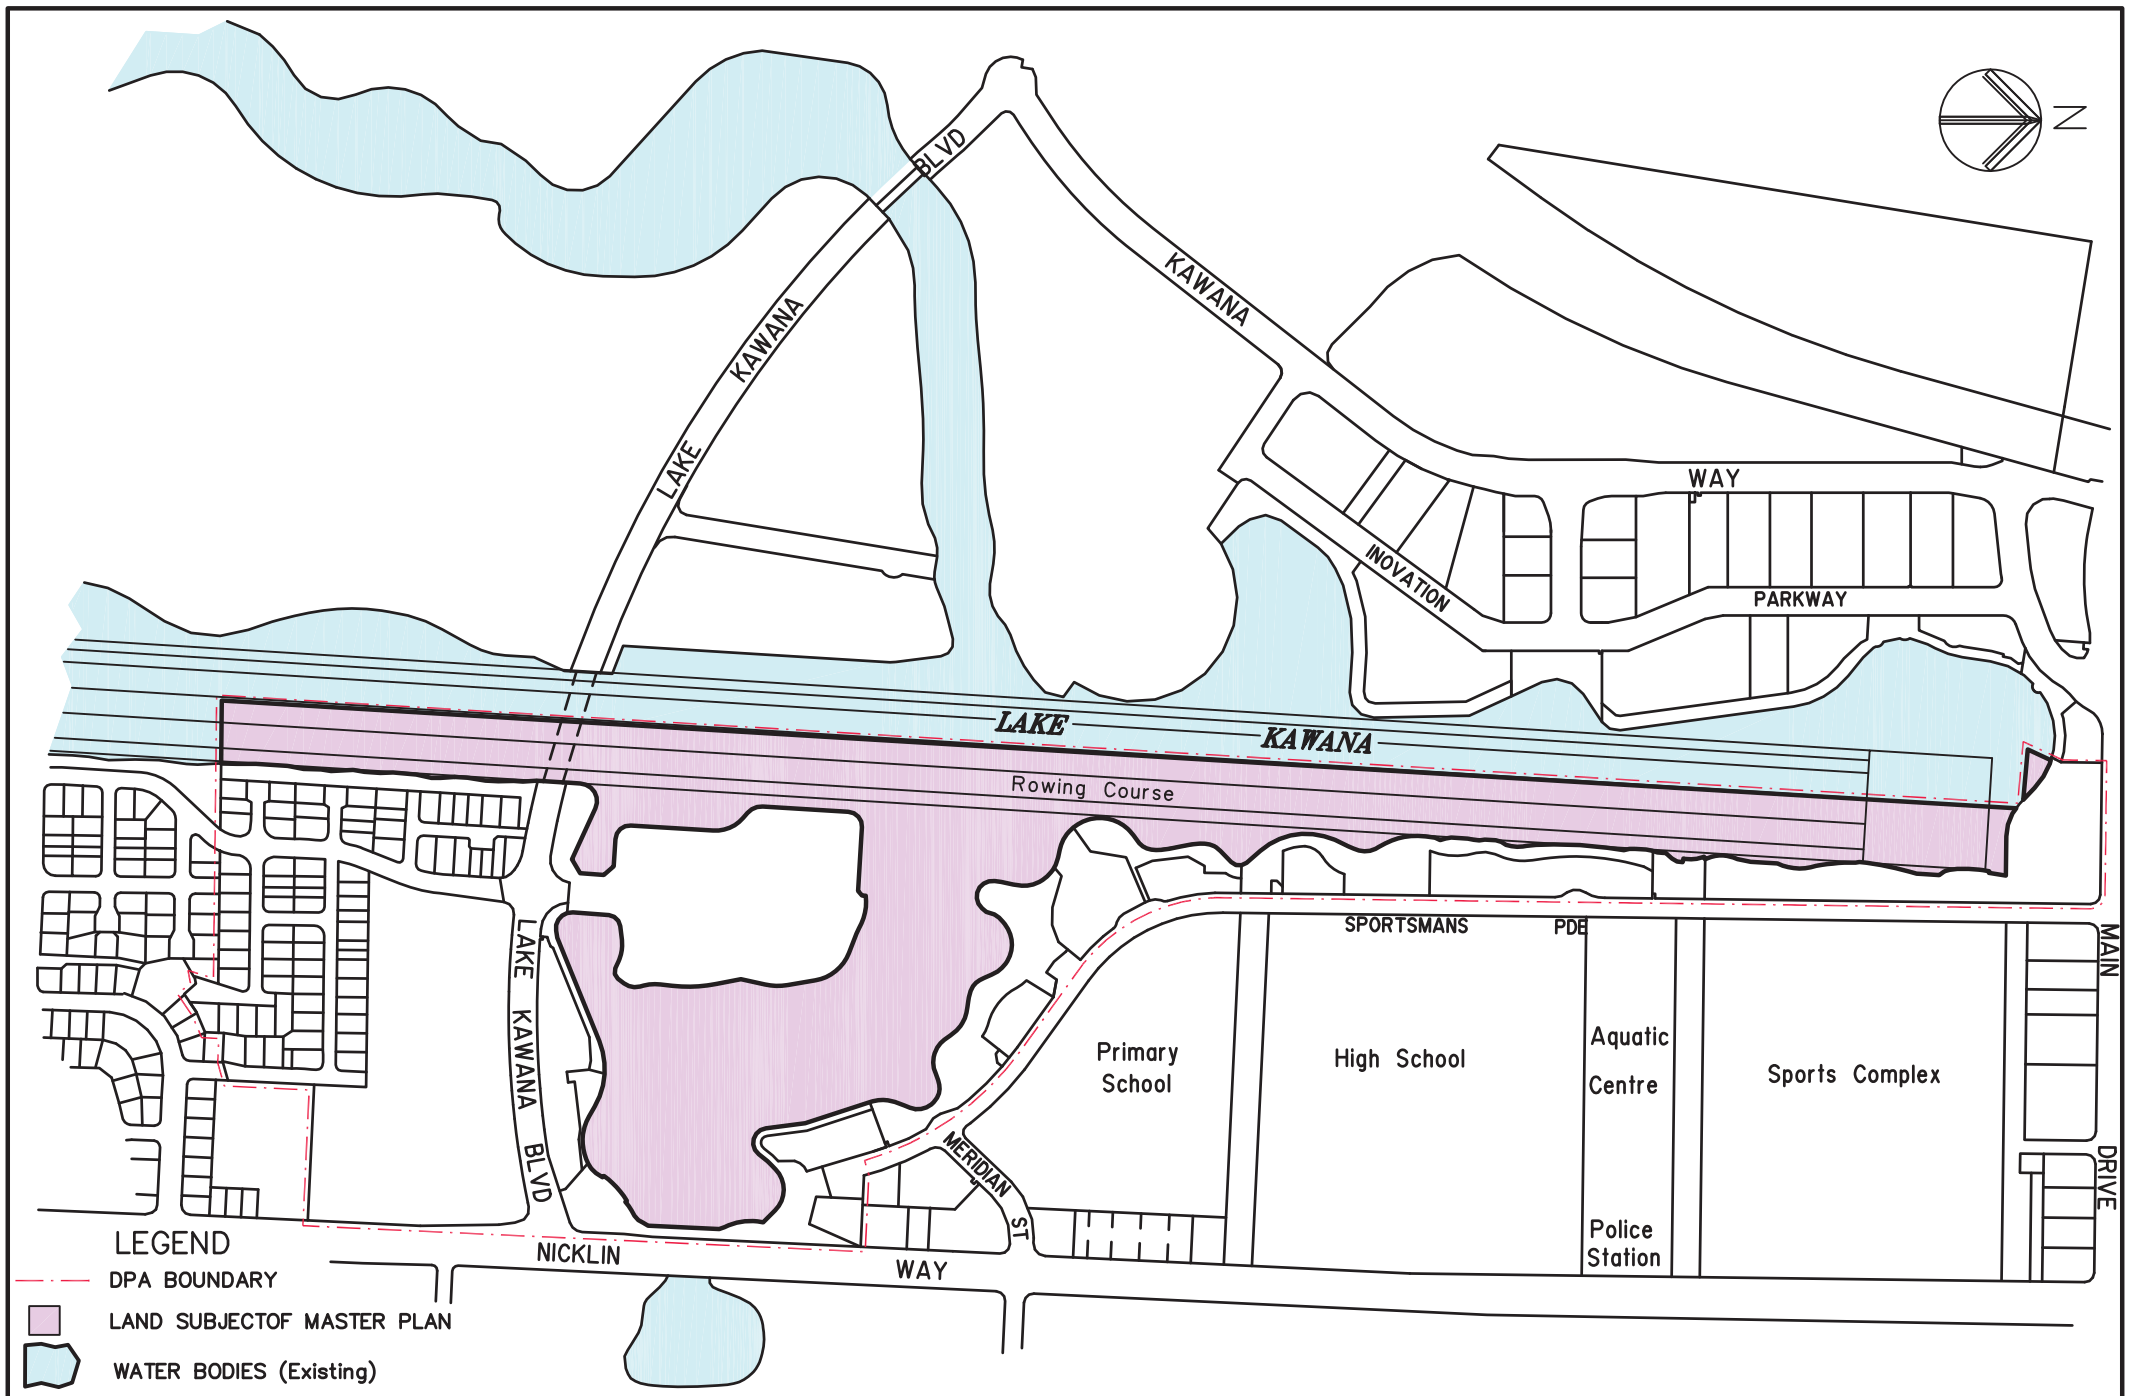 N
BLVD
KAWANA
KAWANA
LAKE
WAY
INOVATION
PARKWAY
LAKE
KAWANA
Rowing Course
SPORTSMANS PDE
MAIN
LAKE KAWANA BLVD
Primary
School
High School
Aquatic
Centre
Sports Complex
MERIDIAN
ST
DRIVE
Police
Station
NICKLIN
WAY
LEGEND
DPA BOUNDARY
LAND SUBJECTOF MASTER PLAN
WATER BODIES (Existing)